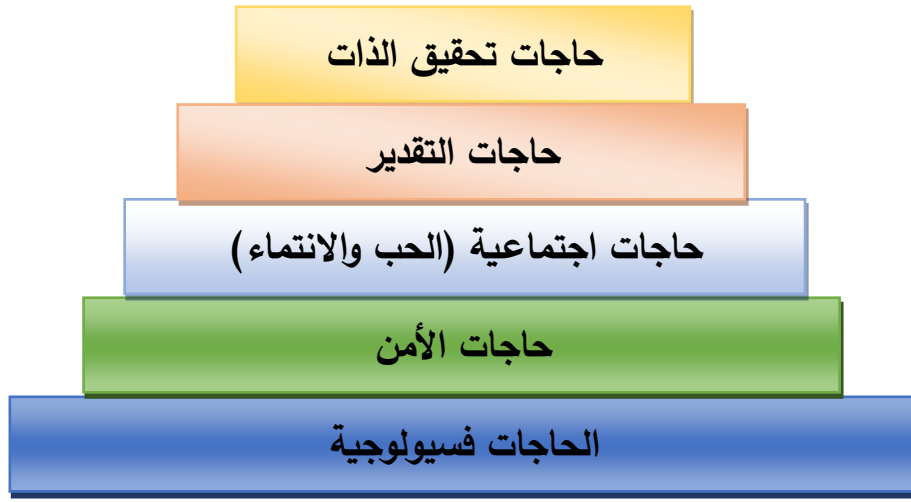 حاجات تحقيق الذات
حاجات التقدير
حاجات اجتماعية (الحب والانتماء)
حاجات الأمن
الحاجات فسيولوجية